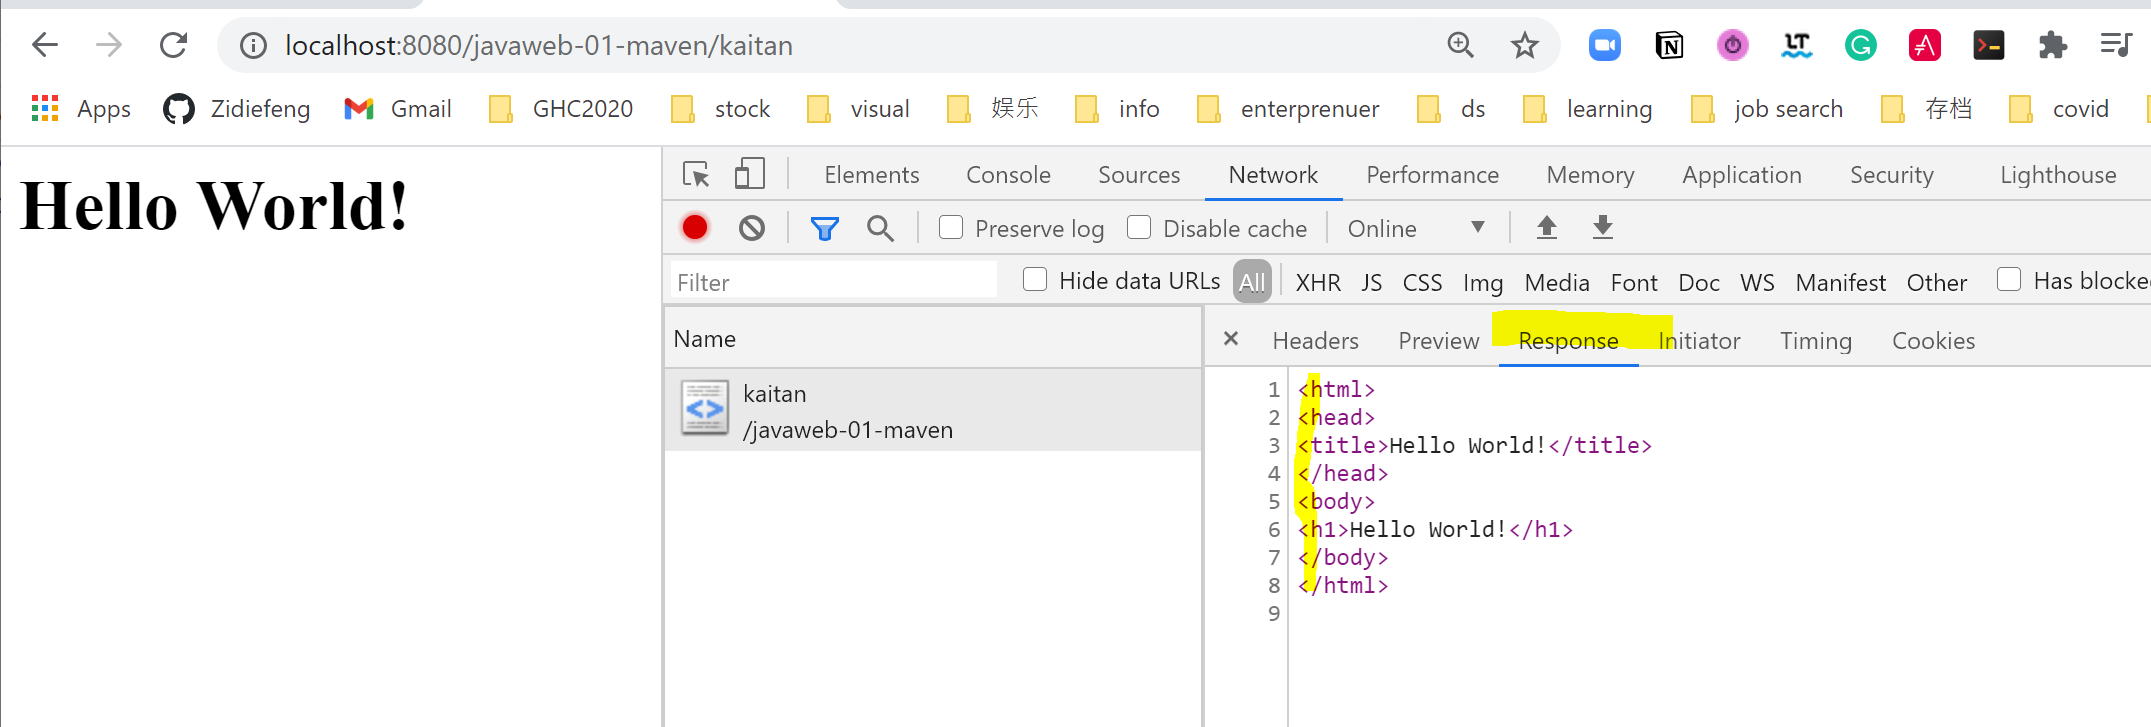 localhost:8080/javaweb-01-maven/kaitan
Apps Zidiefeng Gmail GHC2020 stock visual 娱乐 info enterprenuer ds learning job search 存档 covid
Hello World!
Elements Console Sources Network Performance Memory Application Security Lighthouse
Preserve log Disable cache Online
Filter Hide data URLs All XHR JS CSS Img Media Font Doc WS Manifest Other Has blocke
Name
kaitan
/javaweb-01-maven
Headers Preview Response Initiator Timing Cookies
1 <html>
2 <head>
3 <title>Hello World!</title>
4 </head>
5 <body>
6 <h1>Hello World!</h1>
7 </body>
8 </html>
9